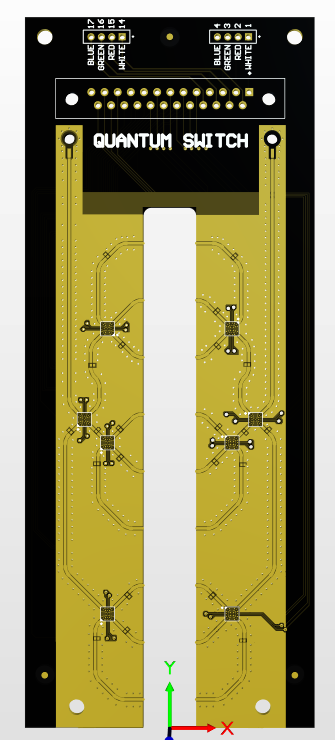 17 BLUE
16 GREEN
15 RED
14 WHITE
4 BLUE
3 GREEN
2 RED
1 WHITE
QUANTUM SWITCH
Y
X